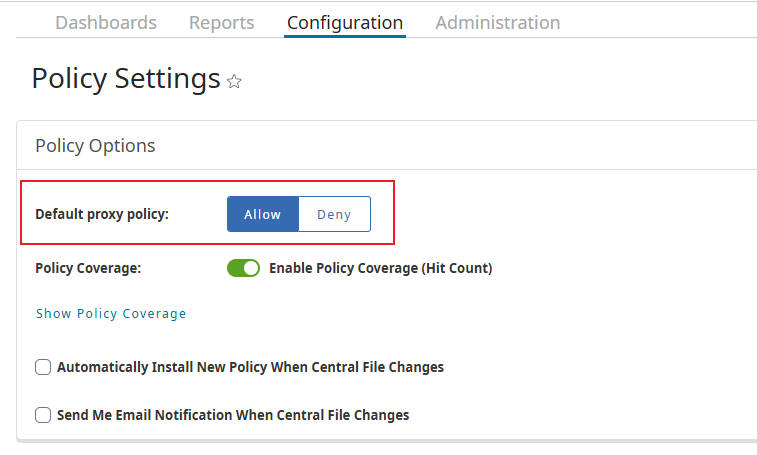 Dashboards Reports Configuration Administration
Policy Settings
Policy Options
Default proxy policy: Allow Deny
Policy Coverage: Enable Policy Coverage (Hit Count)
Show Policy Coverage
Automatically Install New Policy When Central File Changes
Send Me Email Notification When Central File Changes